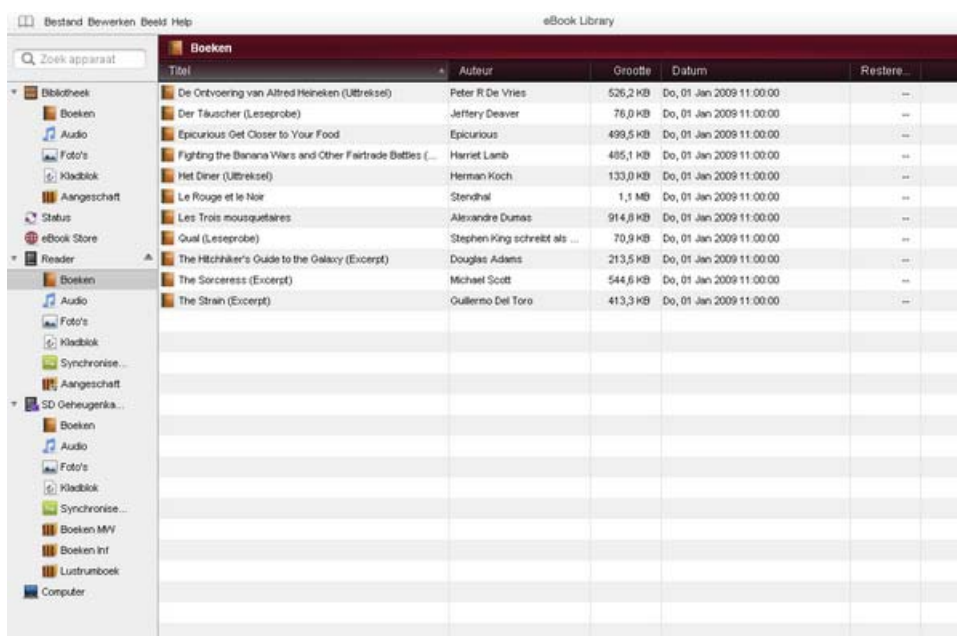 Bestand Bewerken Beeld Help
eBook Library
Zoek apparaat
Bibliotheek
Boeken
Audio
Foto's
Kladblok
Aangeschaft
Status
eBook Store
Reader
Boeken
Audio
Foto's
Kladblok
Synchronise...
Aangeschaft
SD Geheugenka...
Boeken
Audio
Foto's
Kladblok
Synchronise...
Boeken MW
Boeken Inf
Lustrumboek
Computer
Boeken
Titel Auteur Grootte Datum Restere...
De Ontvoering van Alfred Heineken (Uittreksel) Peter R De Vries 526,2 KB Do, 01 Jan 2009 11:00:00 --
Der Täuscher (Leseprobe) Jeffery Deaver 76,0 KB Do, 01 Jan 2009 11:00:00 --
Epicurious Get Closer to Your Food Epicurious 499,5 KB Do, 01 Jan 2009 11:00:00 --
Fighting the Banana Wars and Other Fairtrade Battles (... Harriet Lamb 485,1 KB Do, 01 Jan 2009 11:00:00 --
Het Diner (Uittreksel) Herman Koch 133,0 KB Do, 01 Jan 2009 11:00:00 --
Le Rouge et le Noir Stendhal 1,1 MB Do, 01 Jan 2009 11:00:00 --
Les Trois mousquetaires Alexandre Dumas 914,8 KB Do, 01 Jan 2009 11:00:00 --
Qual (Leseprobe) Stephen King schreibt als ... 70,9 KB Do, 01 Jan 2009 11:00:00 --
The Hitchhiker's Guide to the Galaxy (Excerpt) Douglas Adams 213,5 KB Do, 01 Jan 2009 11:00:00 --
The Sorceress (Excerpt) Michael Scott 544,6 KB Do, 01 Jan 2009 11:00:00 --
The Strain (Excerpt) Guillermo Del Toro 413,3 KB Do, 01 Jan 2009 11:00:00 --